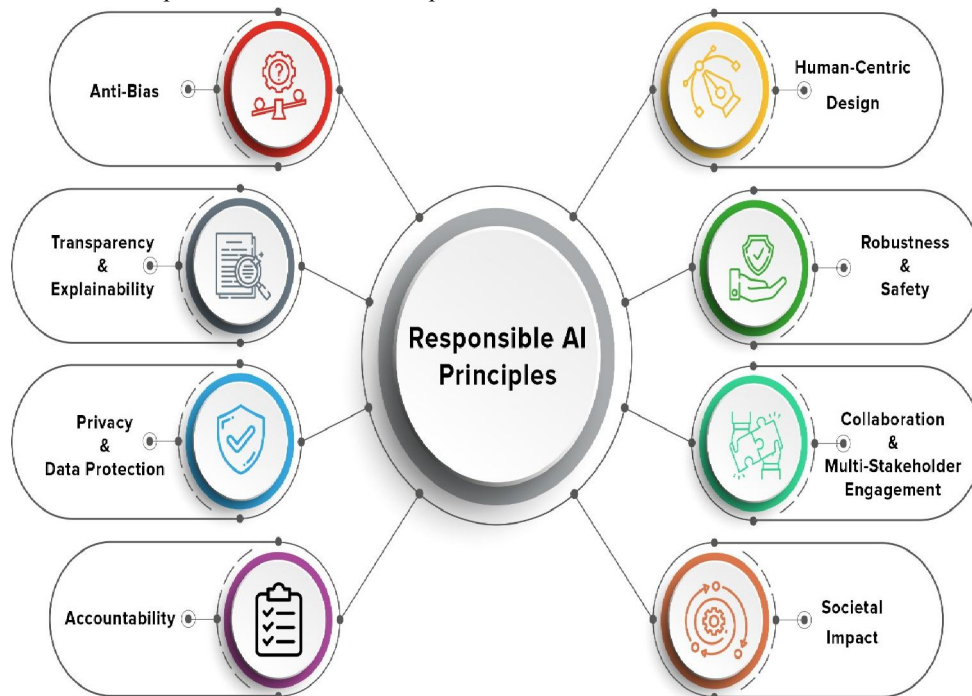 Anti-Bias
Transparency
&
Explainability
Privacy
&
Data Protection
Accountability
Responsible AI
Principles
Human-Centric
Design
Robustness
&
Safety
Collaboration
&
Multi-Stakeholder
Engagement
Societal
Impact
?